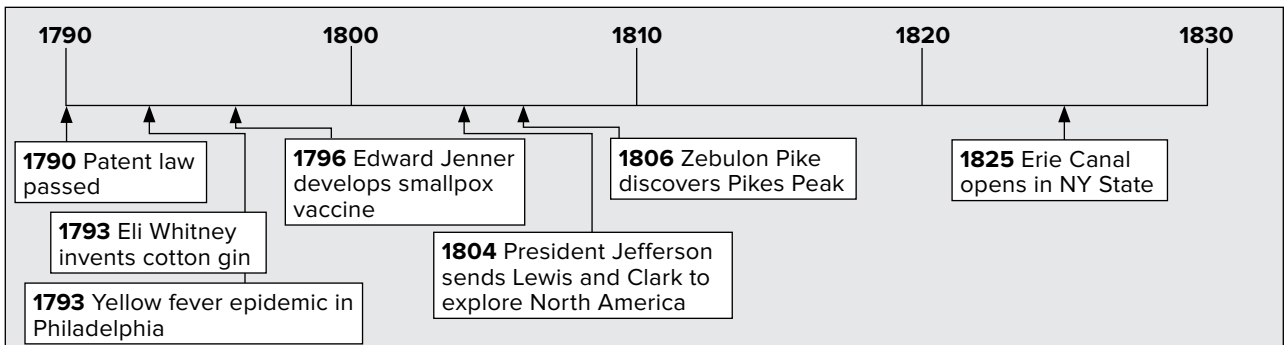 1790 1800 1810 1820 1830
1790 Patent law
passed
1793 Eli Whitney
invents cotton gin
1793 Yellow fever epidemic in
Philadelphia
1796 Edward Jenner
develops smallpox
vaccine
1804 President Jefferson
sends Lewis and Clark to
explore North America
1806 Zebulon Pike
discovers Pikes Peak
1825 Erie Canal
opens in NY State